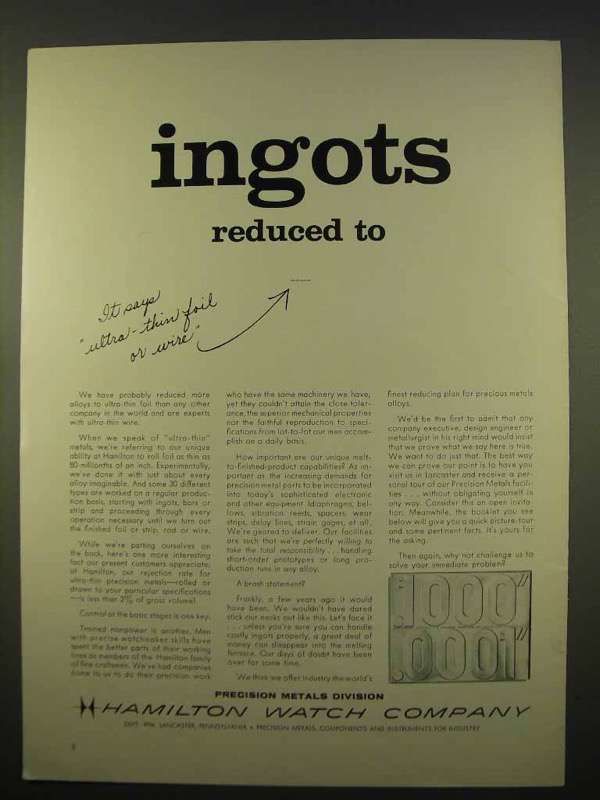 ingots
reduced to
It says
"ultra-thin foil
or wire"
We have probably reduced more
alloys to ultra-thin foil than any other
company in the world and are experts
with ultra-thin wire.
When we speak of "ultra-thin"
metals, we're referring to our unique
ability at Hamilton to roll foil as thin as
80 millionths of an inch. Experimentally,
we've done it with just about every
alloy imaginable. And some 30 different
types are worked on a regular produc-
tion basis, starting with ingots, bars or
strip and proceeding through every
operation necessary until we turn out
the finished foil or strip, rod or wire.
While we're patting ourselves on
the back, here's one more interesting
fact our present customers appreciate:
at Hamilton, our rejection rate for
ultra-thin precision metals—rolled or
drawn to your particular specifications
—is less than 3% of gross volume!
Control at the basic stages is one key.
Trained manpower is another. Men
with precise watchmaker skills have
spent the better parts of their working
lives as members of the Hamilton family
of fine craftsmen. We've had companies
come to us to do their precision work
who have the same machinery we have,
yet they couldn't attain the close toler-
ance, the superior mechanical properties
nor the faithful reproduction to speci-
fications from lot-to-lot our men accom-
plish on a daily basis.
How important are our unique melt-
to-finished-product capabilities? As im-
portant as the increasing demands for
precision metal parts to be incorporated
into today's sophisticated electronic
and other equipment (diaphragms, bel-
lows, vibration reeds, spacers, wear
strips, delay lines, strain gages, et al).
We're geared to deliver. Our facilities
are such that we're perfectly willing to
take the total responsibility . . . handling
short-order prototypes or long pro-
duction runs in any alloy.
A brash statement?
Frankly, a few years ago it would
have been. We wouldn't have dared
stick our necks out like this. Let's face it
. . . unless you're sure you can handle
costly ingots properly, a great deal of
money can disappear into the melting
furnace. Our days of doubt have been
over for some time.
We think we offer industry the world's
finest reducing plan for precious metals
alloys.
We'd be the first to admit that any
company executive, design engineer or
metallurgist in his right mind would insist
that we prove what we say here is true.
We want to do just that. The best way
we can prove our point is to have you
visit us in Lancaster and receive a per-
sonal tour of our Precision Metals facili-
ties . . . without obligating yourself in
any way. Consider this an open invita-
tion. Meanwhile, the booklet you see
below will give you a quick picture-tour
and some pertinent facts. It's yours for
the asking.
Then again, why not challenge us to
solve your immediate problem?
PRECISION METALS DIVISION
HAMILTON WATCH COMPANY
LANCASTER, PENNSYLVANIA • PRECISION METALS, COMPONENTS AND INSTRUMENTS FOR INDUSTRY